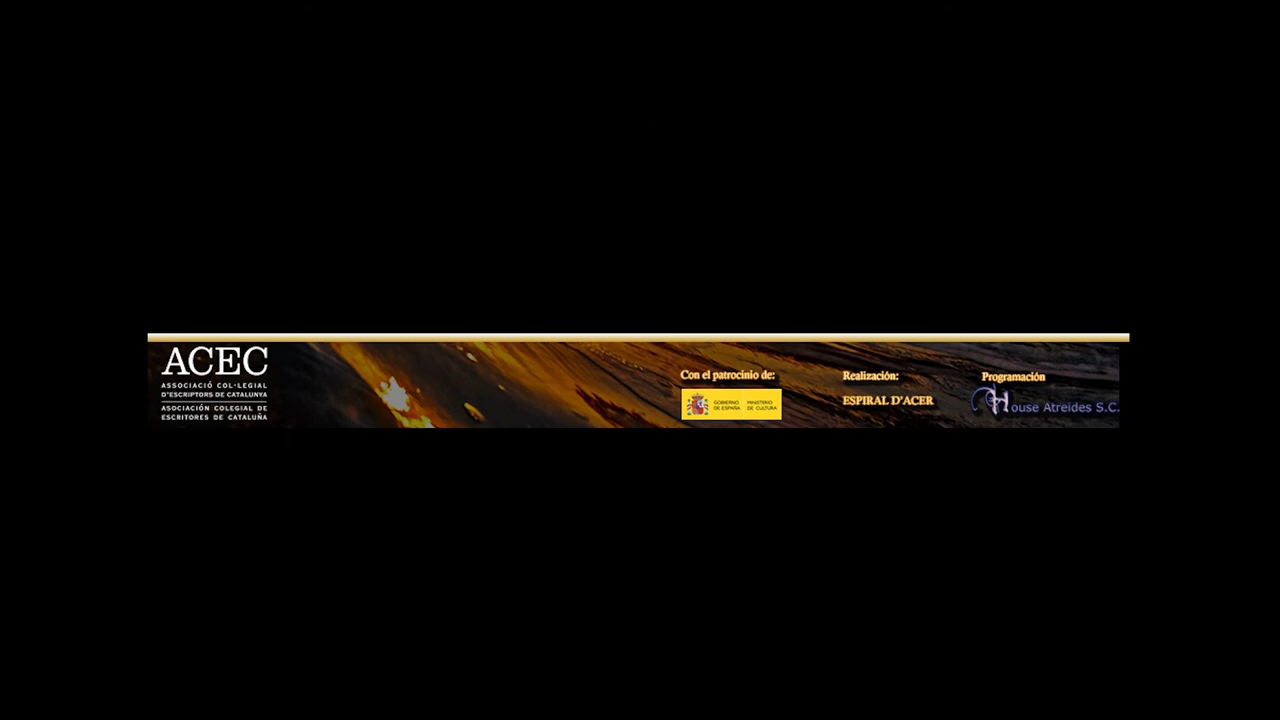 ACEC
ASSOCIACIÓ COL·LEGIAL
D'ESCRIPTORS DE CATALUNYA
ASOCIACIÓN COLEGIAL DE
ESCRITORES DE CATALUÑA
Con el patrocinio de:
GOBIERNO
DE ESPAÑA
MINISTERIO
DE CULTURA
Realización:
ESPIRAL D'ACER
Programación
House Atreides S.C.